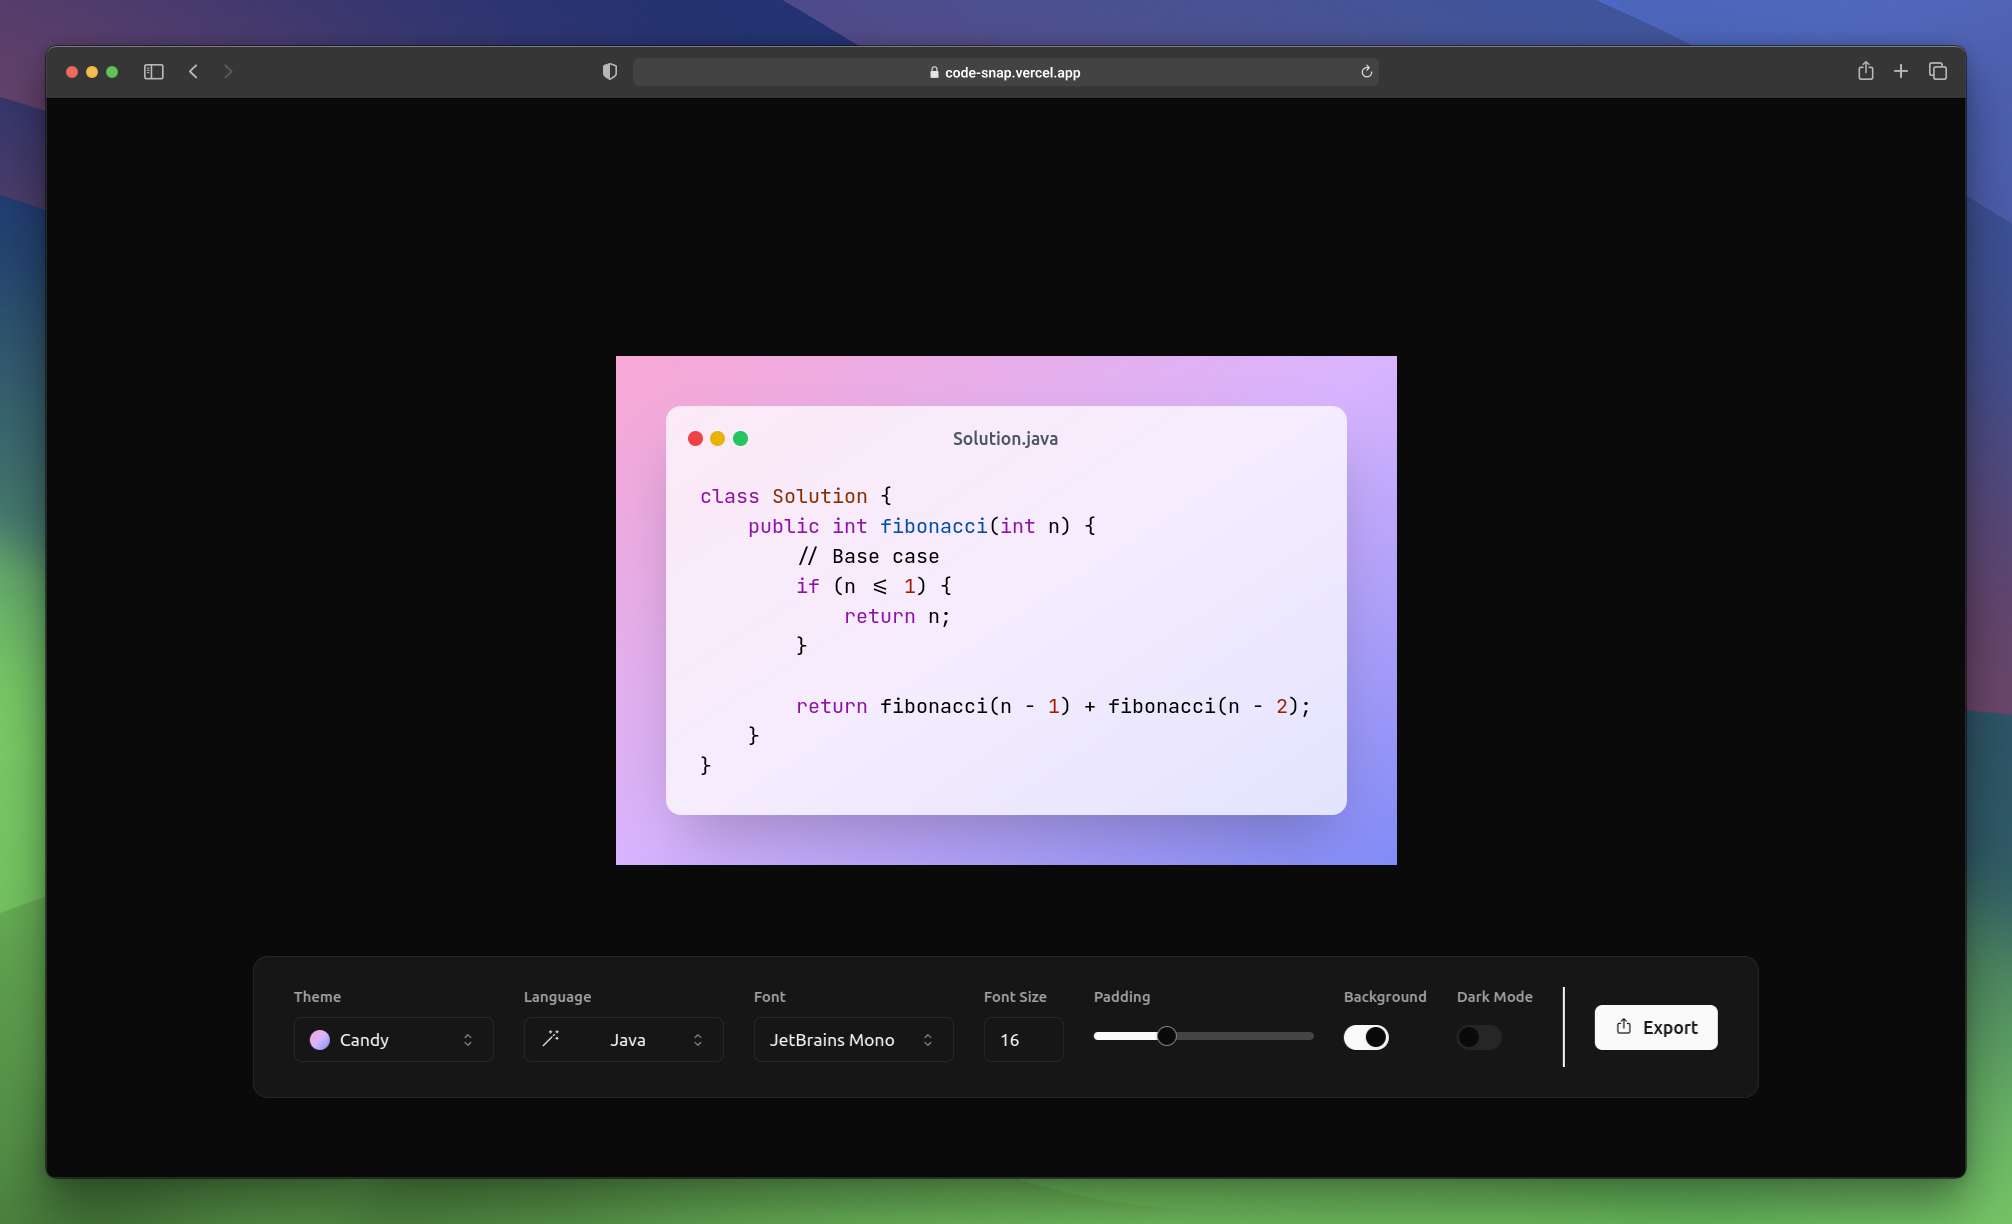 code-snap.vercel.app
Solution.java
class Solution {
    public int fibonacci(int n) {
        // Base case
        if (n <= 1) {
            return n;
        }
        return fibonacci(n - 1) + fibonacci(n - 2);
    }
}
Theme Language Font Font Size Padding Background Dark Mode
Candy Java JetBrains Mono 16 Export